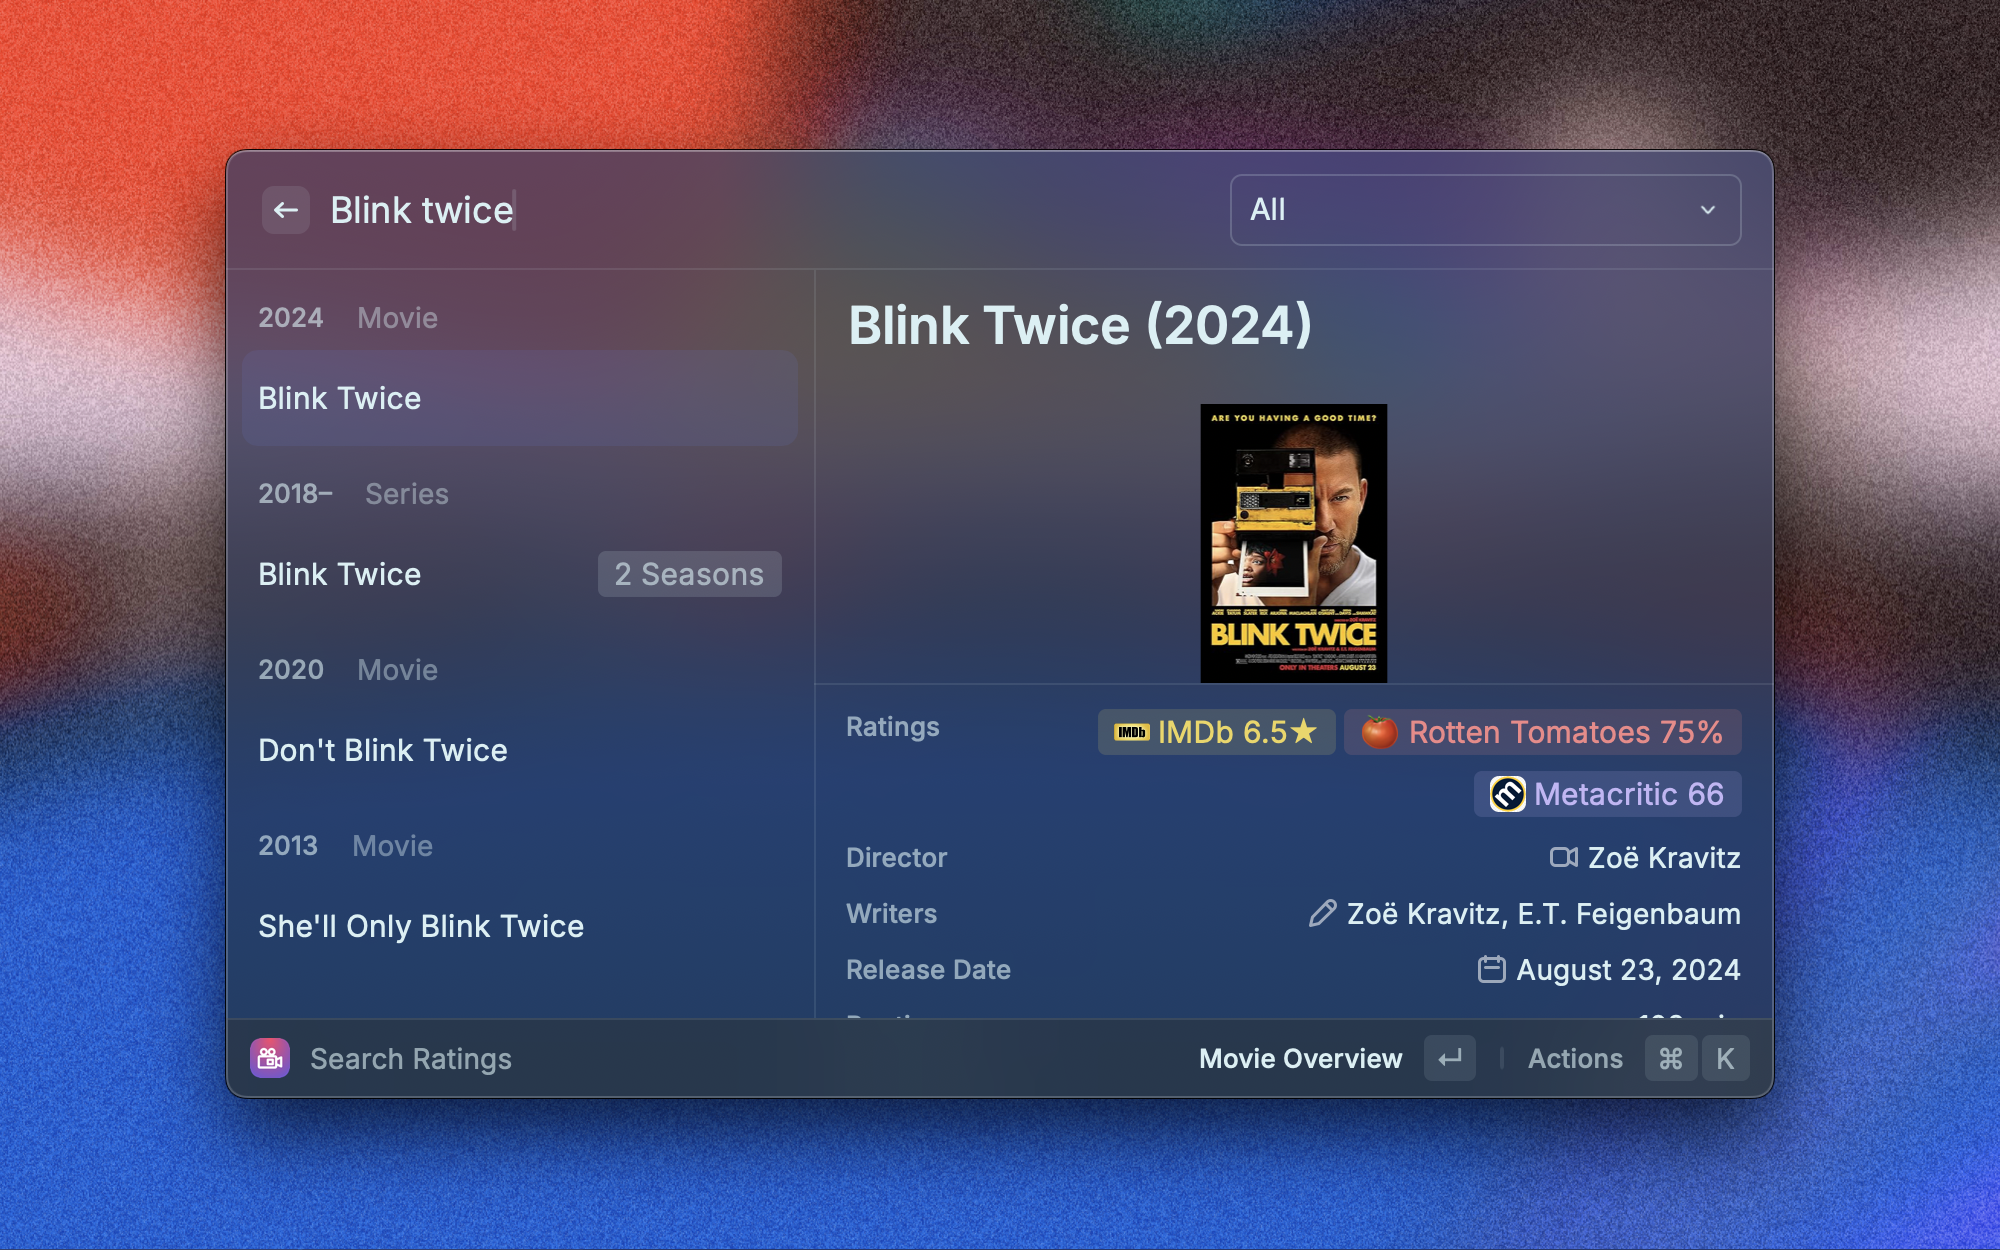 Blink twice
All
2024 Movie
Blink Twice
2018– Series
Blink Twice 2 Seasons
2020 Movie
Don't Blink Twice
2013 Movie
She'll Only Blink Twice
Blink Twice (2024)
ARE YOU HAVING A GOOD TIME?
BLINK TWICE
ONLY IN THEATERS AUGUST 23
Ratings IMDb IMDb 6.5★ Rotten Tomatoes 75%
Metacritic 66
Director Zoë Kravitz
Writers Zoë Kravitz, E.T. Feigenbaum
Release Date August 23, 2024
Search Ratings Movie Overview ↵ Actions ⌘ K